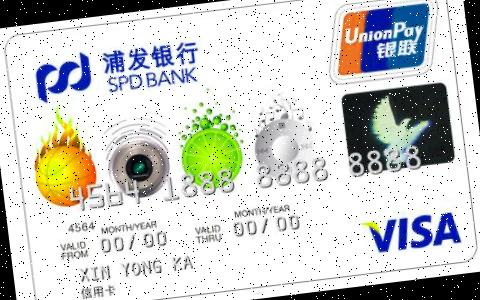 浦发银行
SPD BANK
UnionPay
银联
4564 1888 8888 8888
4564
MONTH/YEAR
MONTH/YEAR
VALID FROM
00/00
VALID THRU
00/00
XIN YONG KA
信用卡
VISA